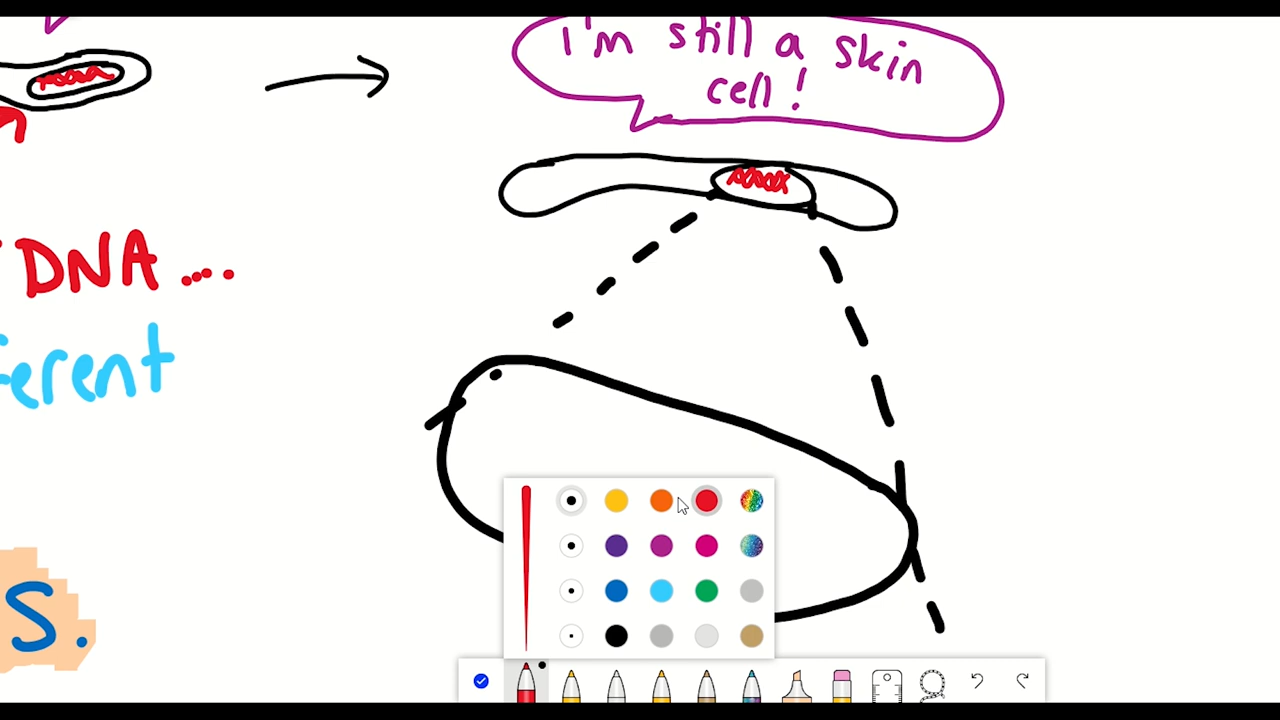 I'm still a skin
cell!
DNA ....
ferent
S.